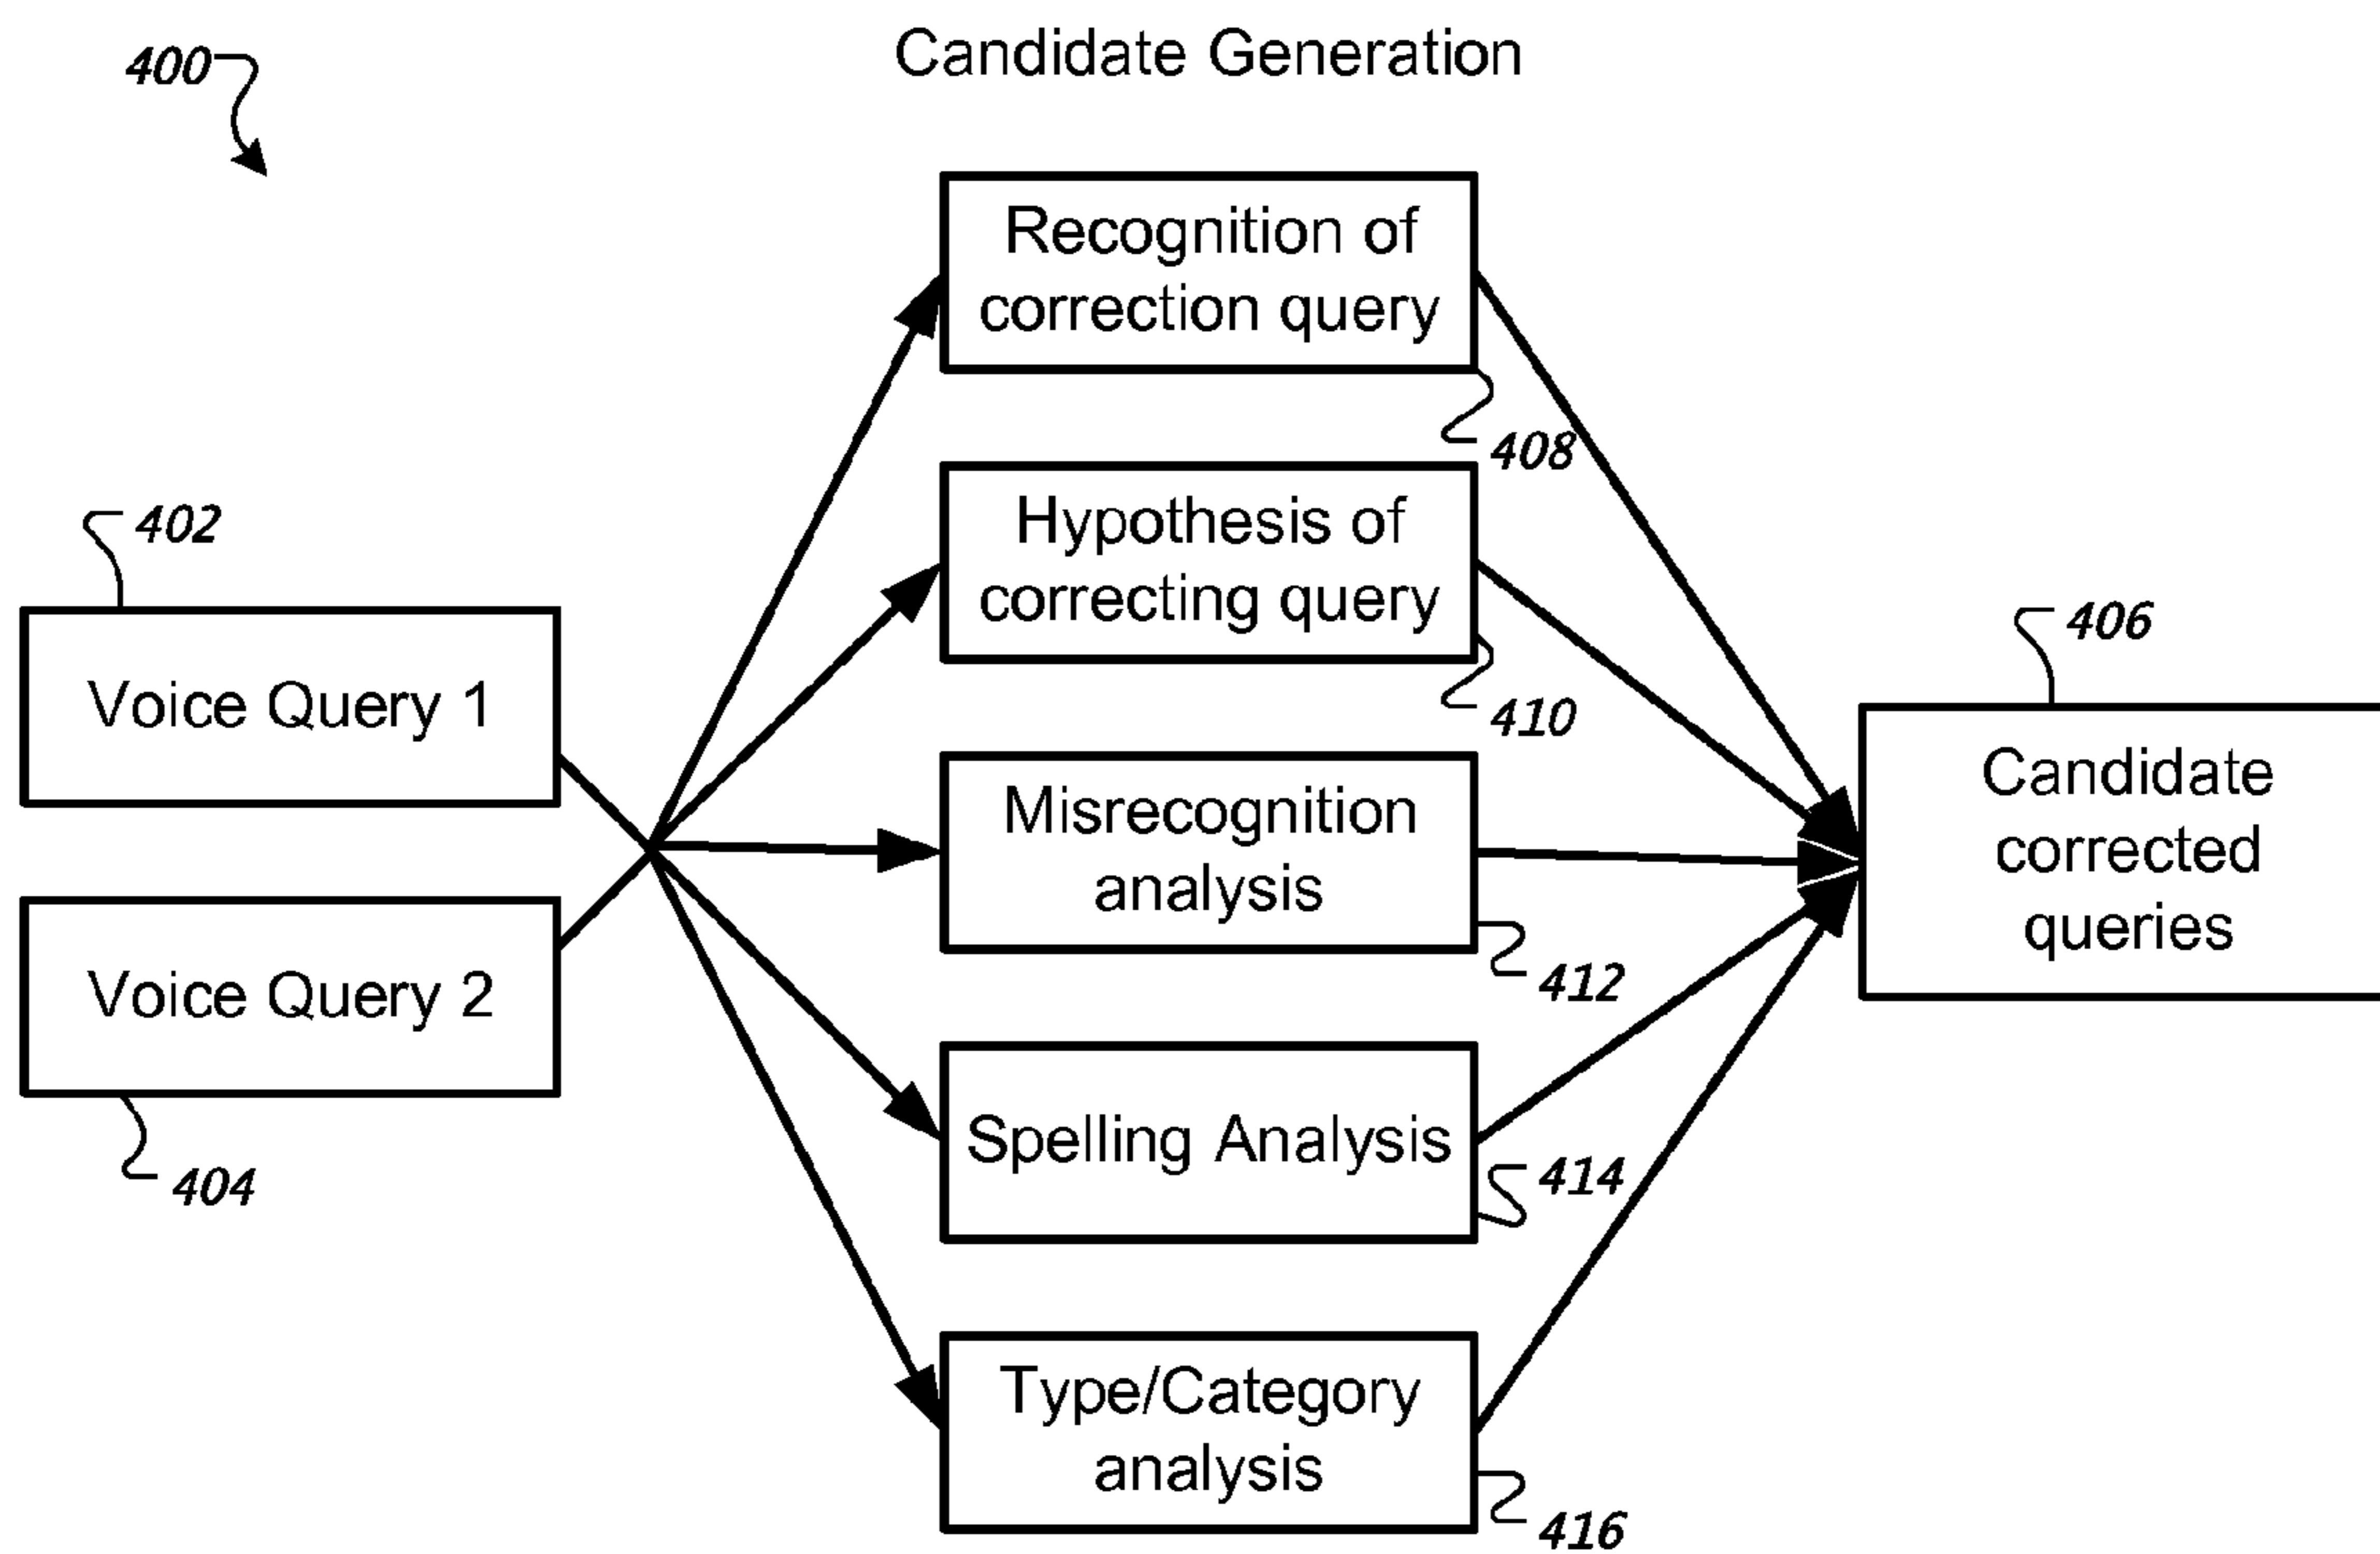 400
Candidate Generation
Recognition of
correction query
408
402
Hypothesis of
correcting query
410
406
Voice Query 1
Misrecognition
analysis
412
Candidate
corrected
queries
Voice Query 2
404
Spelling Analysis
414
Type/Category
analysis
416